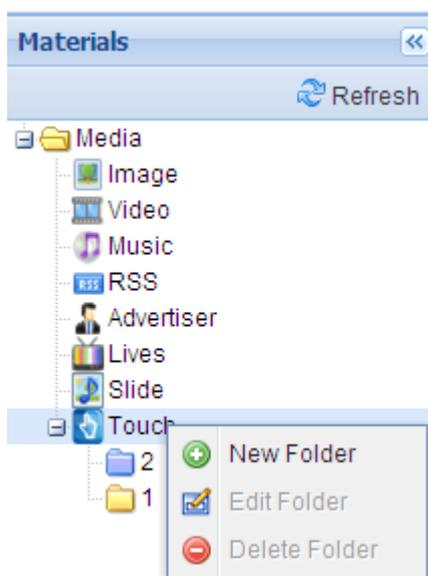 Materials
Refresh
Media
Image
Video
Music
RSS RSS
Advertiser
Lives
Slide
Touch
2
New Folder
1
Edit Folder
Delete Folder